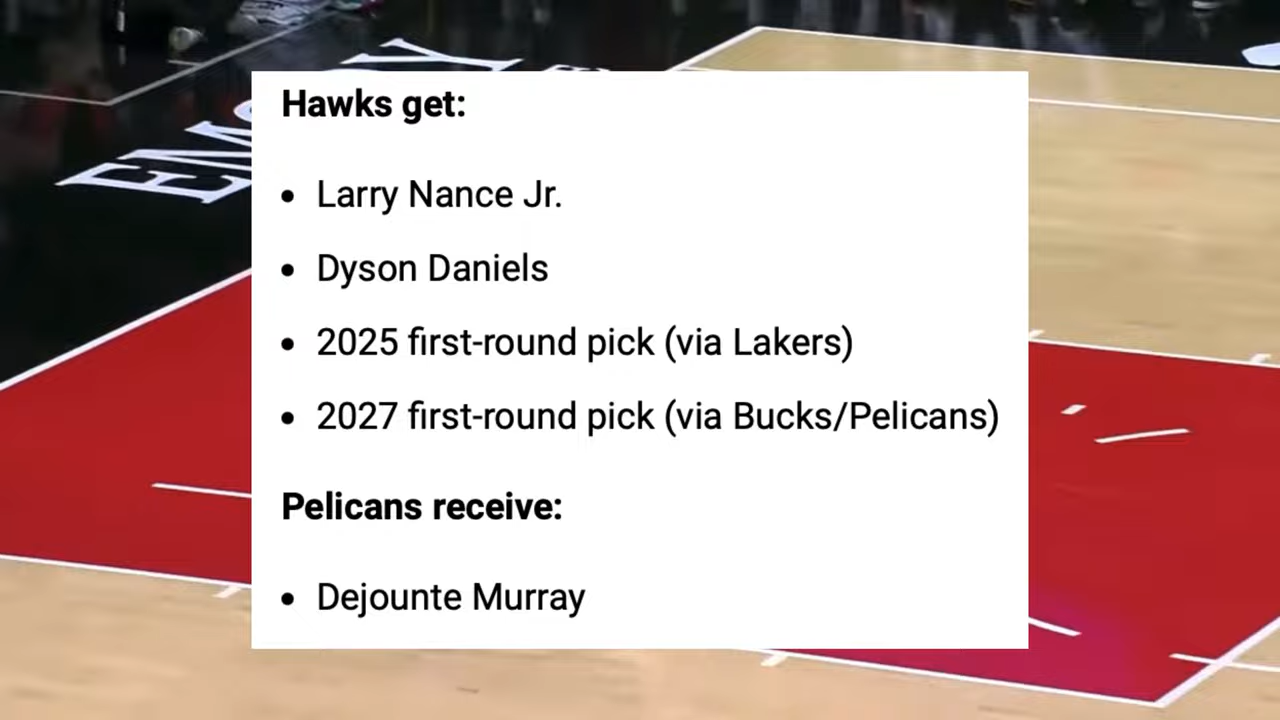 Hawks get:
• Larry Nance Jr.
• Dyson Daniels
• 2025 first-round pick (via Lakers)
• 2027 first-round pick (via Bucks/Pelicans)
Pelicans receive:
• Dejounte Murray